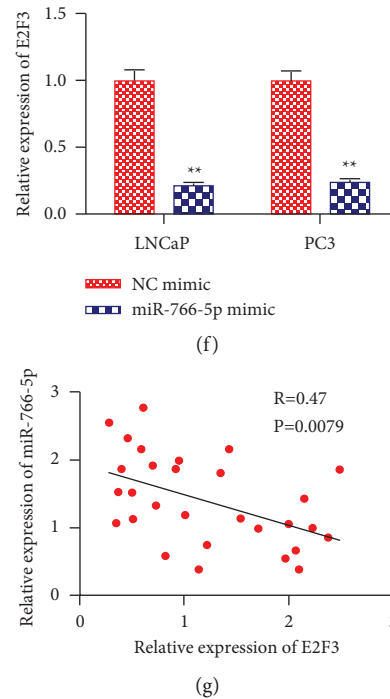 Relative expression of E2F3
1.5
1.0
0.5
0.0
**
**
LNCaP PC3
NC mimic
miR-766-5p mimic
(f)
Relative expression of miR-766-5p
3
2
1
0
R=0.47
P=0.0079
0 1 2 3
Relative expression of E2F3
(g)